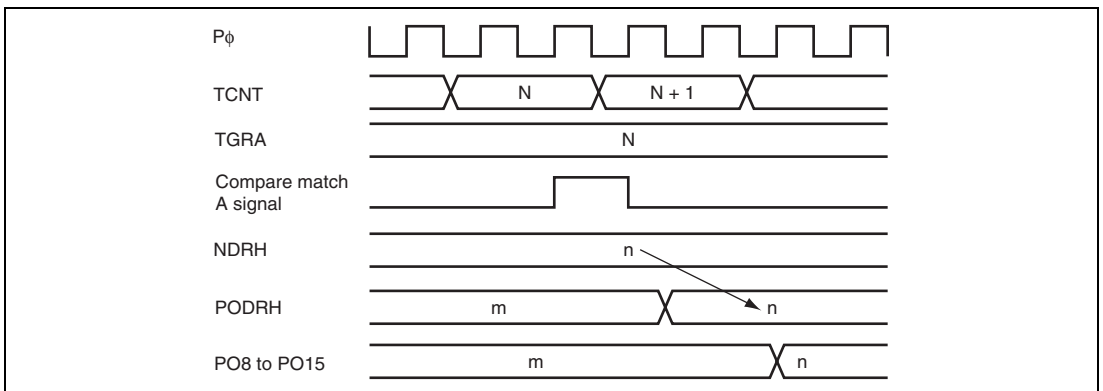 Pϕ
TCNT N N + 1
TGRA N
Compare match
A signal
NDRH n
PODRH m n
PO8 to PO15 m n